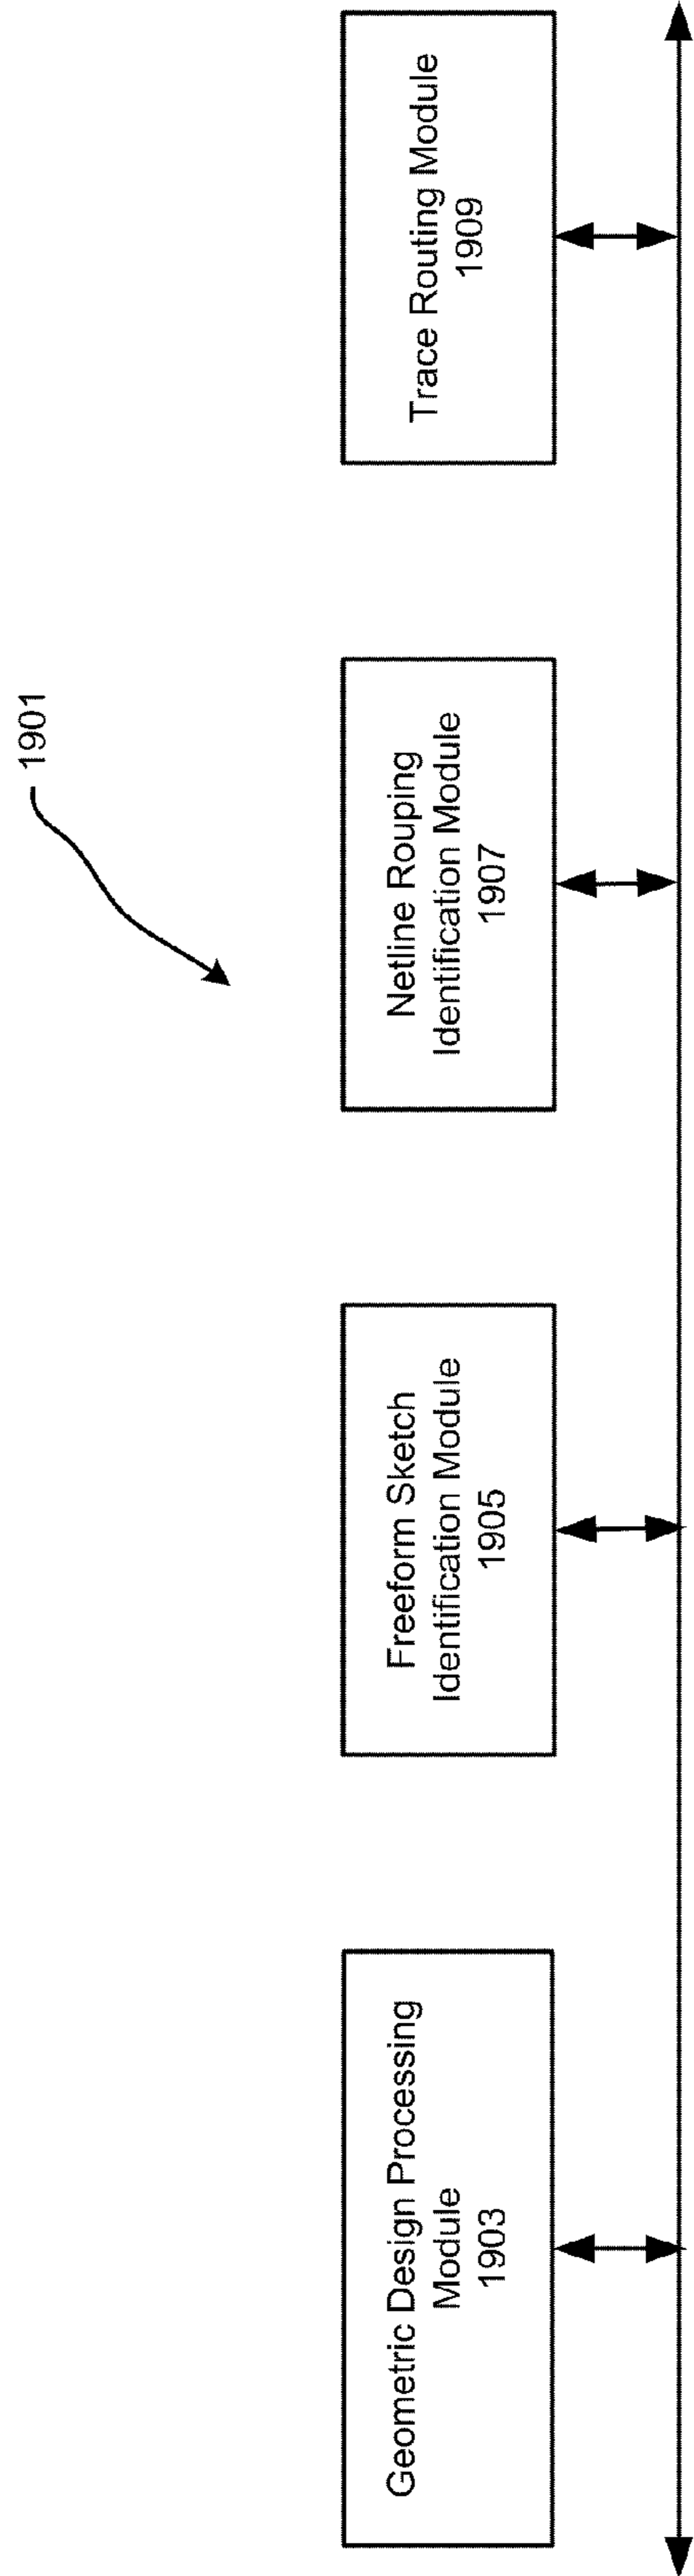 1901
Geometric Design Processing
Module
1903
Freeform Sketch
Identification Module
1905
Netline Rouping
Identification Module
1907
Trace Routing Module
1909